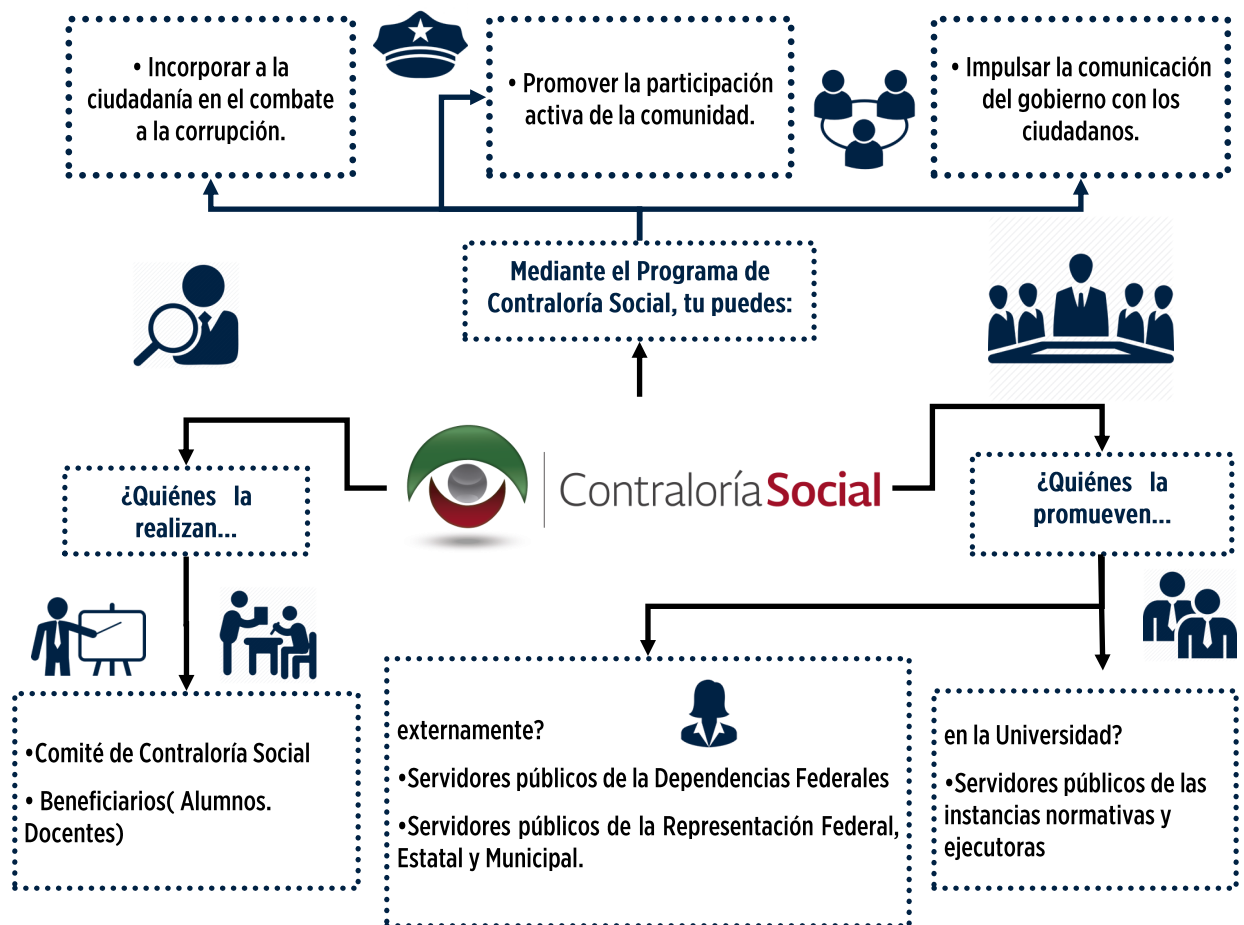 • Incorporar a la
ciudadanía en el combate
a la corrupción.
• Promover la participación
activa de la comunidad.
• Impulsar la comunicación
del gobierno con los
ciudadanos.
Mediante el Programa de
Contraloría Social, tu puedes:
Contraloría Social
¿Quiénes la
realizan...
¿Quiénes la
promueven...
•Comité de Contraloría Social
• Beneficiarios( Alumnos.
Docentes)
externamente?
•Servidores públicos de la Dependencias Federales
•Servidores públicos de la Representación Federal,
Estatal y Municipal.
en la Universidad?
•Servidores públicos de las
instancias normativas y
ejecutoras